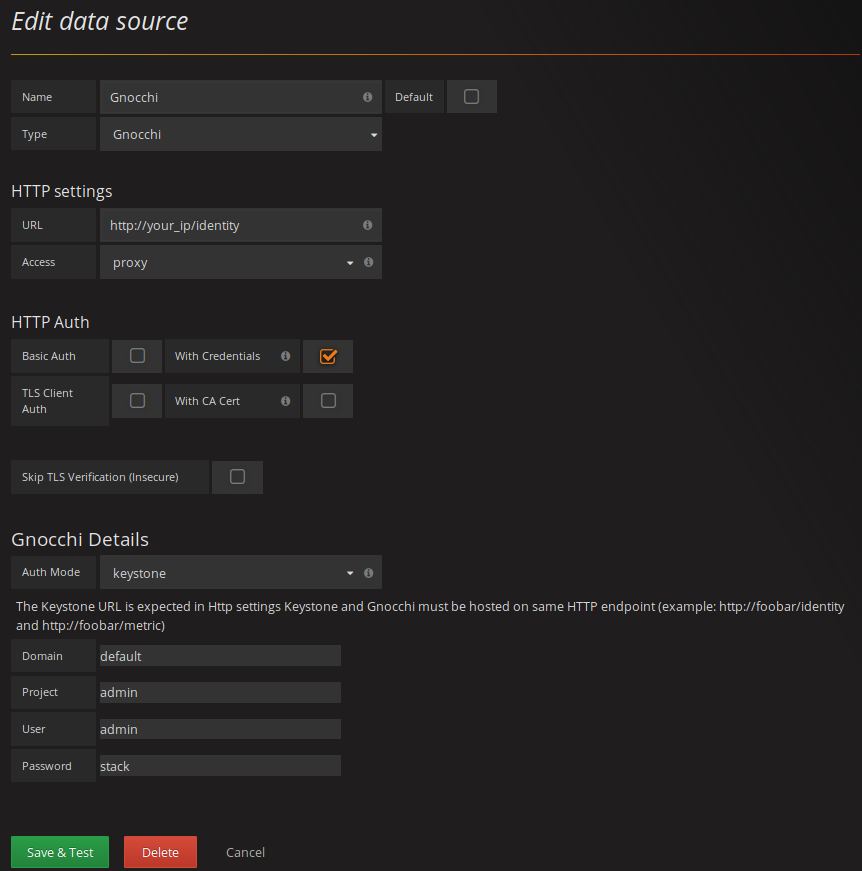 Edit data source
Name Gnocchi Default
Type Gnocchi
HTTP settings
URL http://your_ip/identity
Access proxy
HTTP Auth
Basic Auth With Credentials
TLS Client
Auth
With CA Cert
Skip TLS Verification (Insecure)
Gnocchi Details
Auth Mode keystone
The Keystone URL is expected in Http settings Keystone and Gnocchi must be hosted on same HTTP endpoint (example: http://foobar/identity
and http://foobar/metric)
Domain default
Project admin
User admin
Password stack
Save & Test Delete Cancel